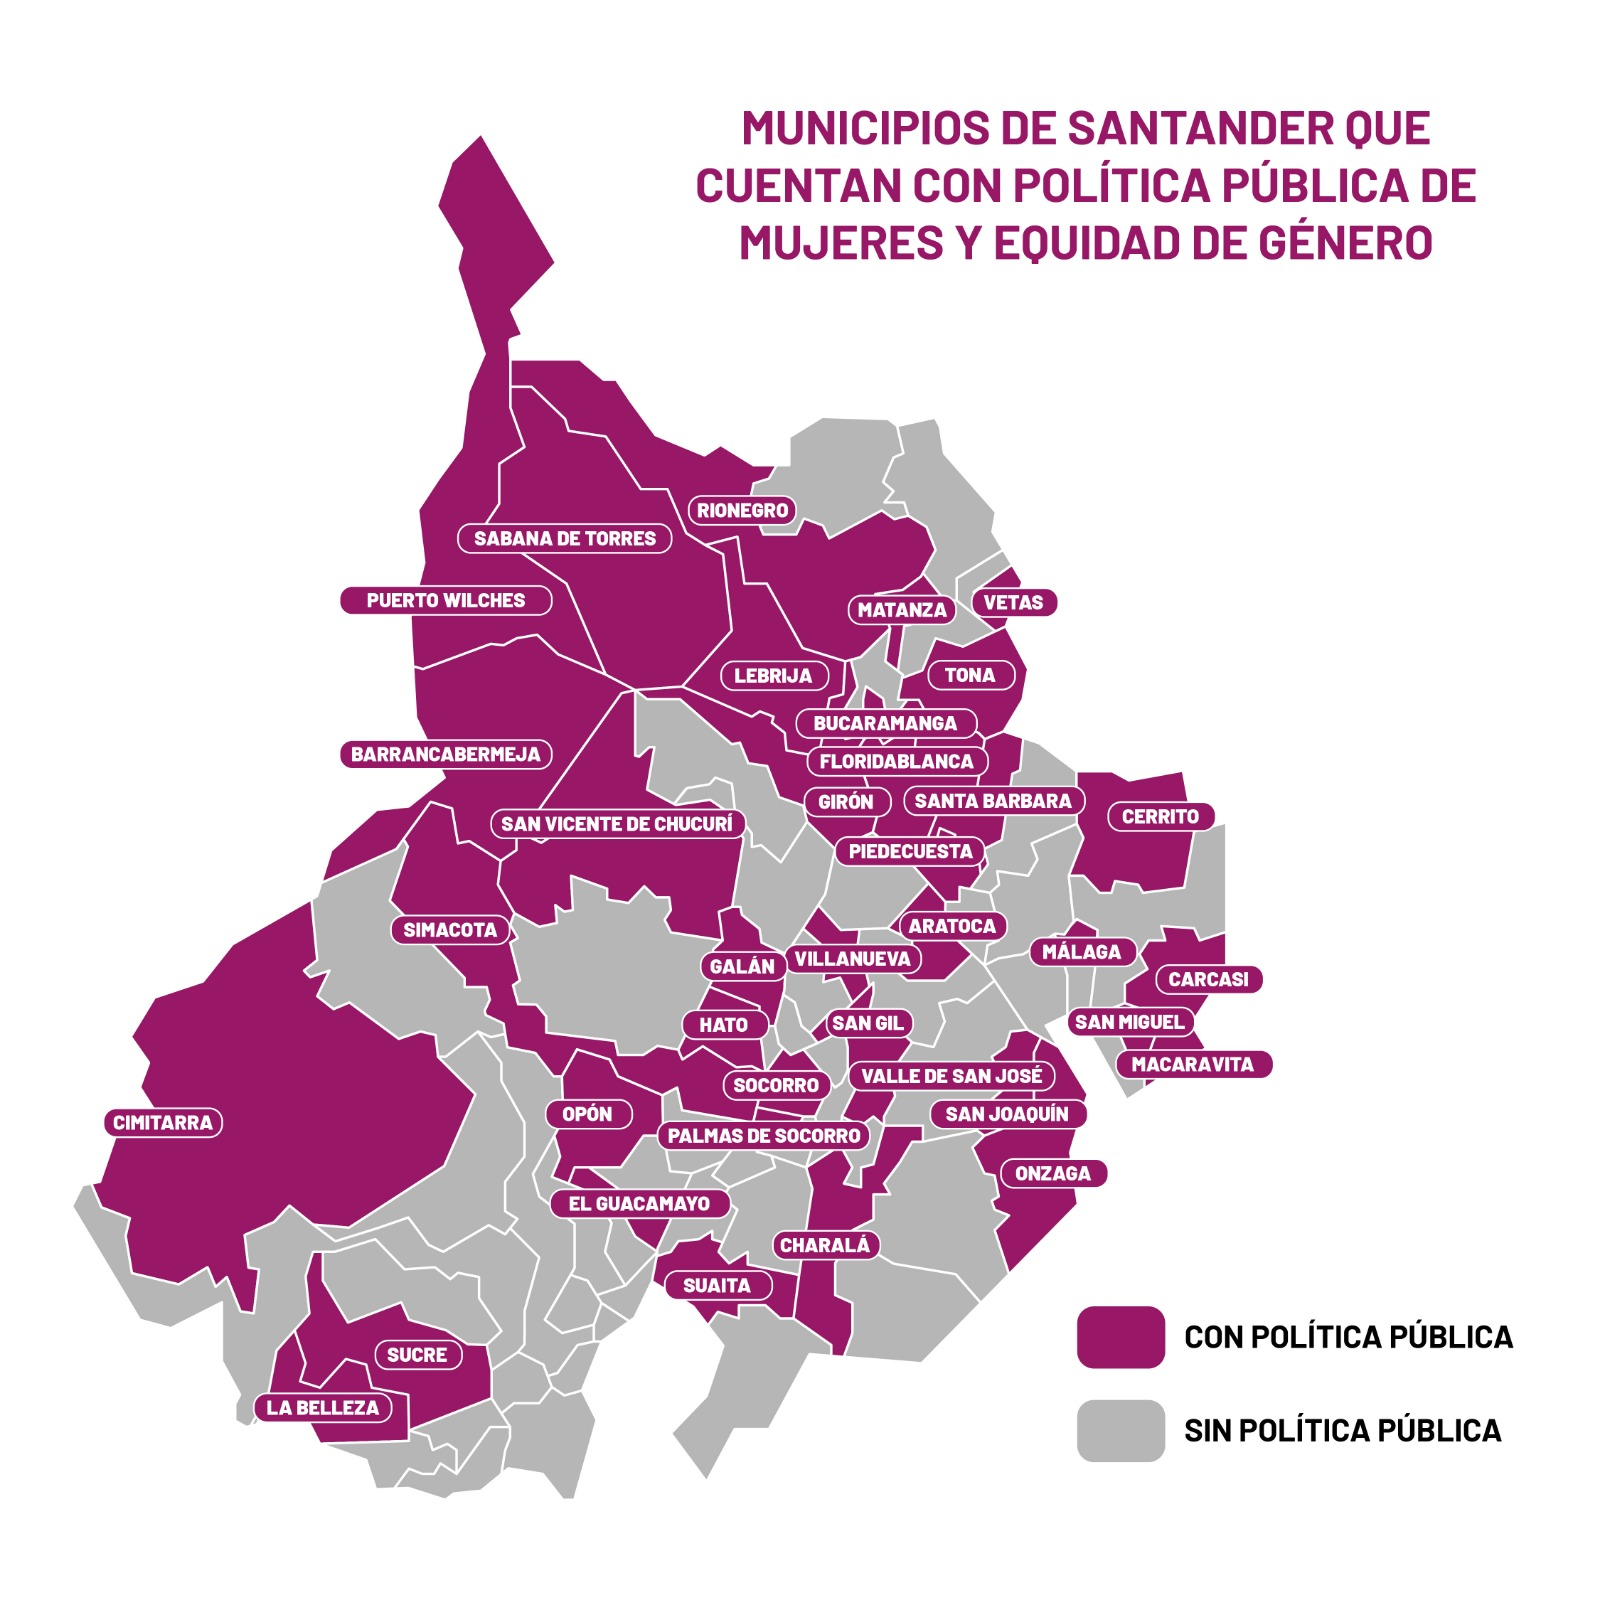 MUNICIPIOS DE SANTANDER QUE
CUENTAN CON POLÍTICA PÚBLICA DE
MUJERES Y EQUIDAD DE GÉNERO
RIONEGRO
SABANA DE TORRES
PUERTO WILCHES
MATANZA
VETAS
LEBRIJA
TONA
BUCARAMANGA
BARRANCABERMEJA
FLORIDABLANCA
GIRÓN
SANTA BARBARA
CERRITO
SAN VICENTE DE CHUCURÍ
PIEDECUESTA
SIMACOTA
ARATOCA
GALÁN
VILLANUEVA
MÁLAGA
CARCASI
HATO
SAN GIL
SAN MIGUEL
MACARAVITA
SOCORRO
VALLE DE SAN JOSÉ
CIMITARRA
OPÓN
SAN JOAQUÍN
PALMAS DE SOCORRO
ONZAGA
EL GUACAMAYO
CHARALÁ
SUAITA
SUCRE
LA BELLEZA
CON POLÍTICA PÚBLICA
SIN POLÍTICA PÚBLICA